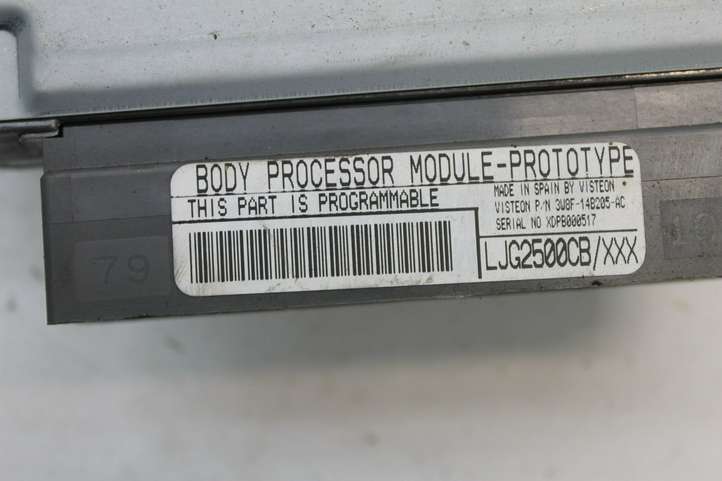 BODY PROCESSOR MODULE-PROTOTYPE
THIS PART IS PROGRAMMABLE
MADE IN SPAIN BY VISTEON
VISTEON P/N 3W8F-14B205-AC
SERIAL NO XDPB000517
LJG2500CB/XXX
79